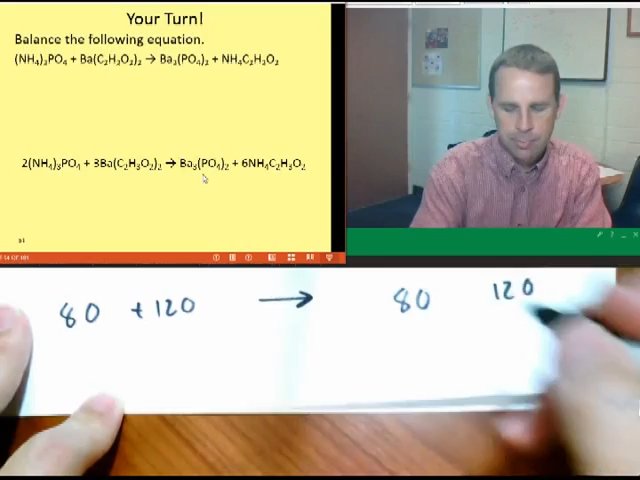 Your Turn!
Balance the following equation.
(NH₄)₃PO₄ + Ba(C₂H₃O₂)₂ → Ba₃(PO₄)₂ + NH₄C₂H₃O₂
2(NH₄)₃PO₄ + 3Ba(C₂H₃O₂)₂ → Ba₃(PO₄)₂ + 6NH₄C₂H₃O₂
80 + 120 → 80 120